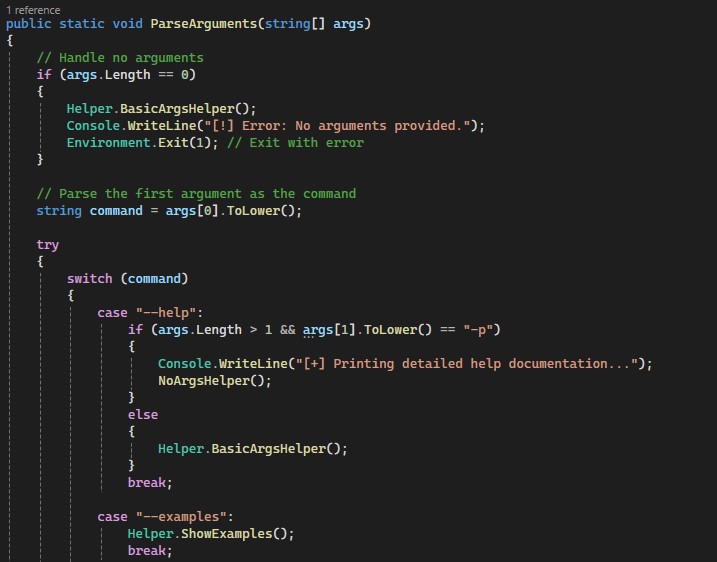 1 reference
public static void ParseArguments(string[] args)
{
    // Handle no arguments
    if (args.Length == 0)
    {
        Helper.BasicArgsHelper();
        Console.WriteLine("[!] Error: No arguments provided.");
        Environment.Exit(1); // Exit with error
    }

    // Parse the first argument as the command
    string command = args[0].ToLower();

    try
    {
        switch (command)
        {
            case "--help":
                if (args.Length > 1 && args[1].ToLower() == "-p")
                {
                    Console.WriteLine("[+] Printing detailed help documentation...");
                    NoArgsHelper();
                }
                else
                {
                    Helper.BasicArgsHelper();
                }
                break;

            case "--examples":
                Helper.ShowExamples();
                break;